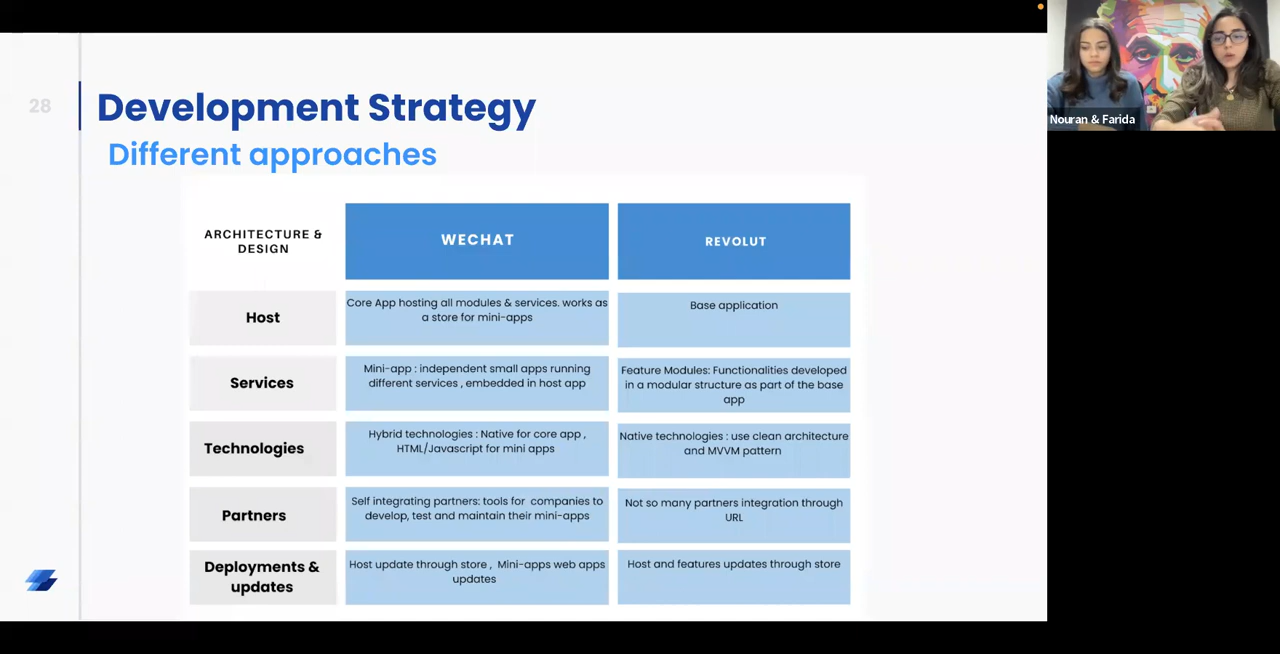 28
Development Strategy
Different approaches
ARCHITECTURE &
DESIGN
WECHAT
REVOLUT
Host
Core App hosting all modules & services. works as
a store for mini-apps
Base application
Services
Mini-app : independent small apps running
different services , embedded in host app
Feature Modules: Functionalities developed
in a modular structure as part of the base
app
Technologies
Hybrid technologies : Native for core app ,
HTML/Javascript for mini apps
Native technologies : use clean architecture
and MVVM pattern
Partners
Self integrating partners: tools for companies to
develop, test and maintain their mini-apps
Not so many partners integration through
URL
Deployments &
updates
Host update through store , Mini-apps web apps
updates
Host and features updates through store
Nouran & Farida